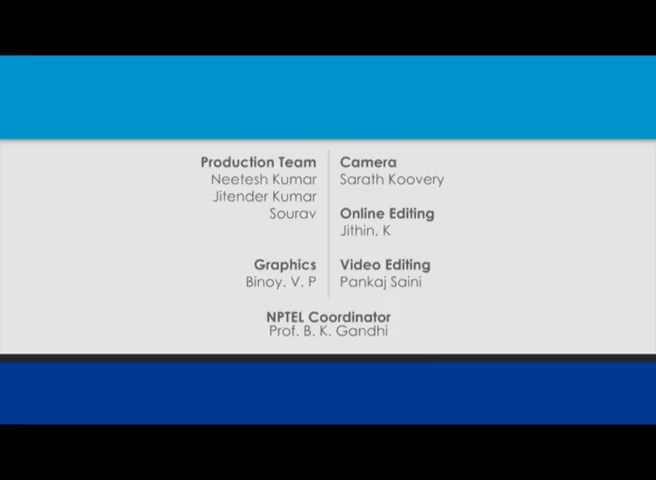 Production Team
Neetesh Kumar
Jitender Kumar
Sourav
Camera
Sarath Koovery
Online Editing
Jithin. K
Graphics
Binoy. V. P
Video Editing
Pankaj Saini
NPTEL Coordinator
Prof. B. K. Gandhi